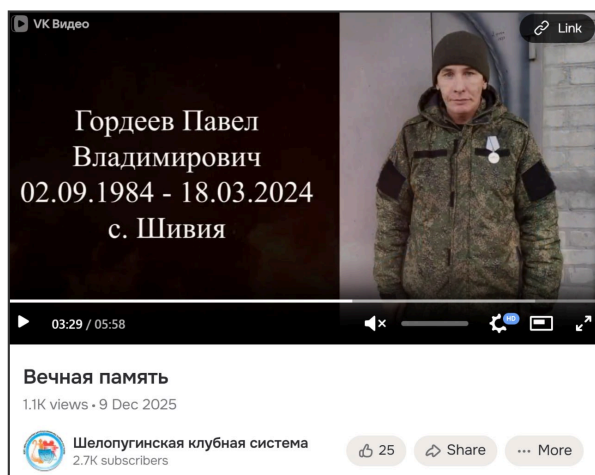 VK Видео
Link
Гордеев Павел
Владимирович
02.09.1984 - 18.03.2024
с. Шивия
03:29 / 05:58
HD
Вечная память
1.1K views • 9 Dec 2025
Шелопугинская клубная система
2.7K subscribers
25
Share
More